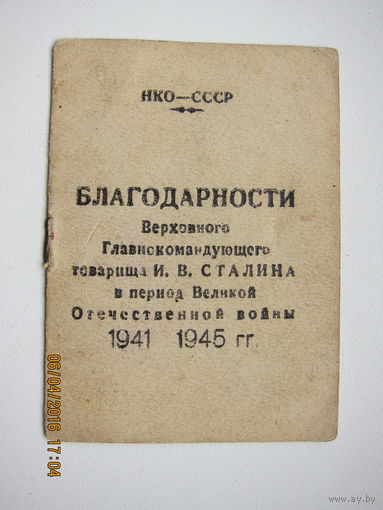 НКО—СССР
БЛАГОДАРНОСТИ
Верховного
Главнокомандующего
товарища И. В. СТАЛИНА
в период Великой
Отечественной войны
1941 1945 гг.
06/04/2016 17:04
www.ay.by